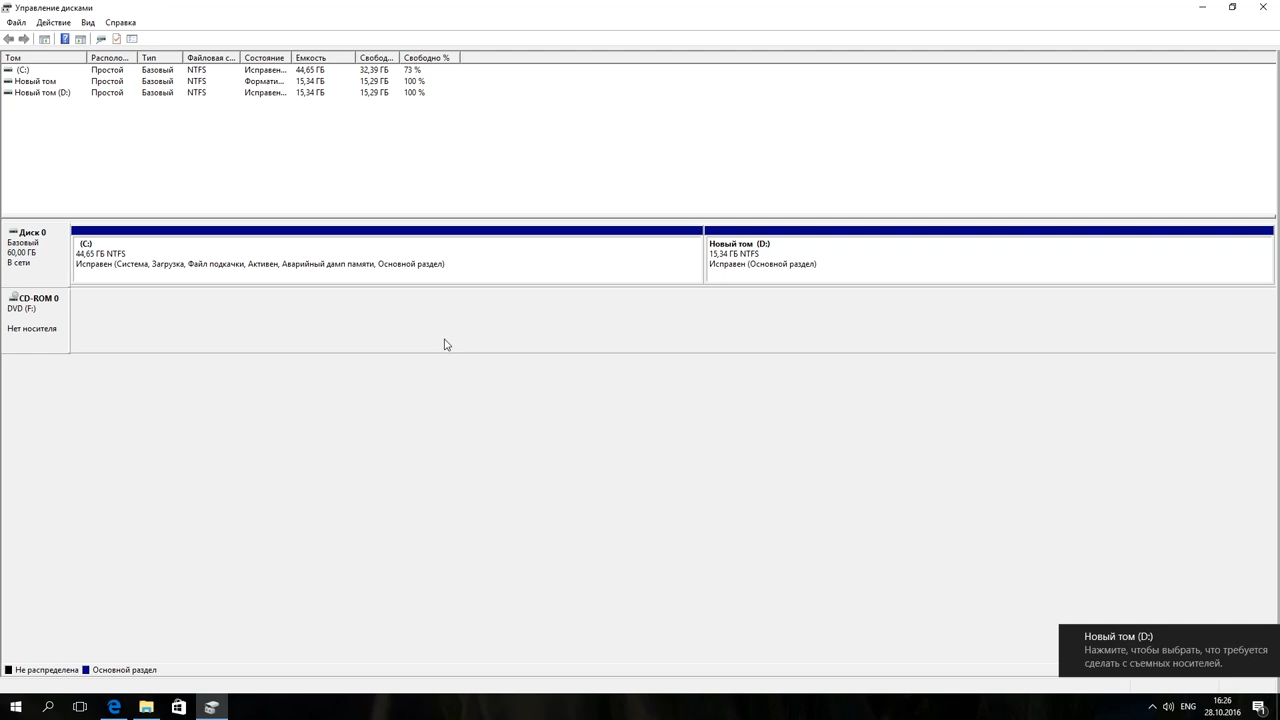 Управление дисками
Файл Действие Вид Справка
Том Располо... Тип Файловая с... Состояние Емкость Свобод... Свободно %
(C:) Простой Базовый NTFS Исправен... 44,65 ГБ 32,39 ГБ 73 %
Новый том Простой Базовый NTFS Формати... 15,34 ГБ 15,29 ГБ 100 %
Новый том (D:) Простой Базовый NTFS Исправен... 15,34 ГБ 15,29 ГБ 100 %
Диск 0
Базовый
60,00 ГБ
В сети
(C:)
44,65 ГБ NTFS
Исправен (Система, Загрузка, Файл подкачки, Активен, Аварийный дамп памяти, Основной раздел)
Новый том (D:)
15,34 ГБ NTFS
Исправен (Основной раздел)
CD-ROM 0
DVD (F:)
Нет носителя
Новый том (D:)
Нажмите, чтобы выбрать, что требуется
сделать с съемных носителей.
Не распределена Основной раздел
ENG
16:26
28.10.2016
1